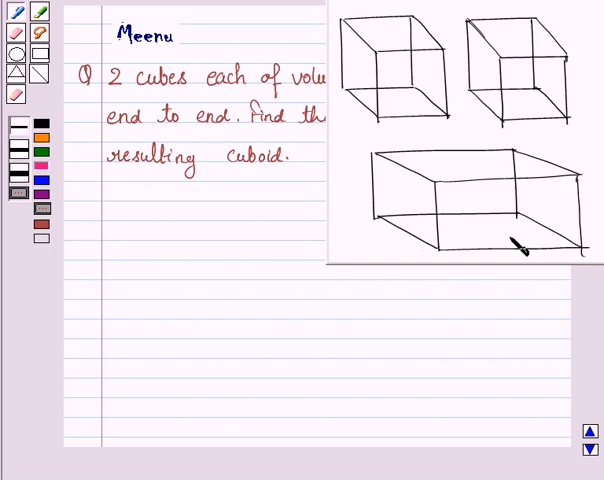 Meenu
Q 2 cubes each of volu
end to end. Find th
resulting cuboid.